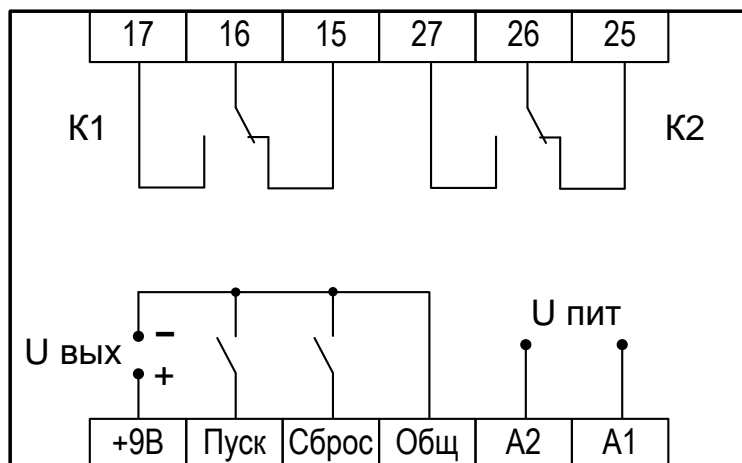 17 16 15 27 26 25
К1 К2
U пит
−
U вых
+
+9В Пуск Сброс Общ А2 А1